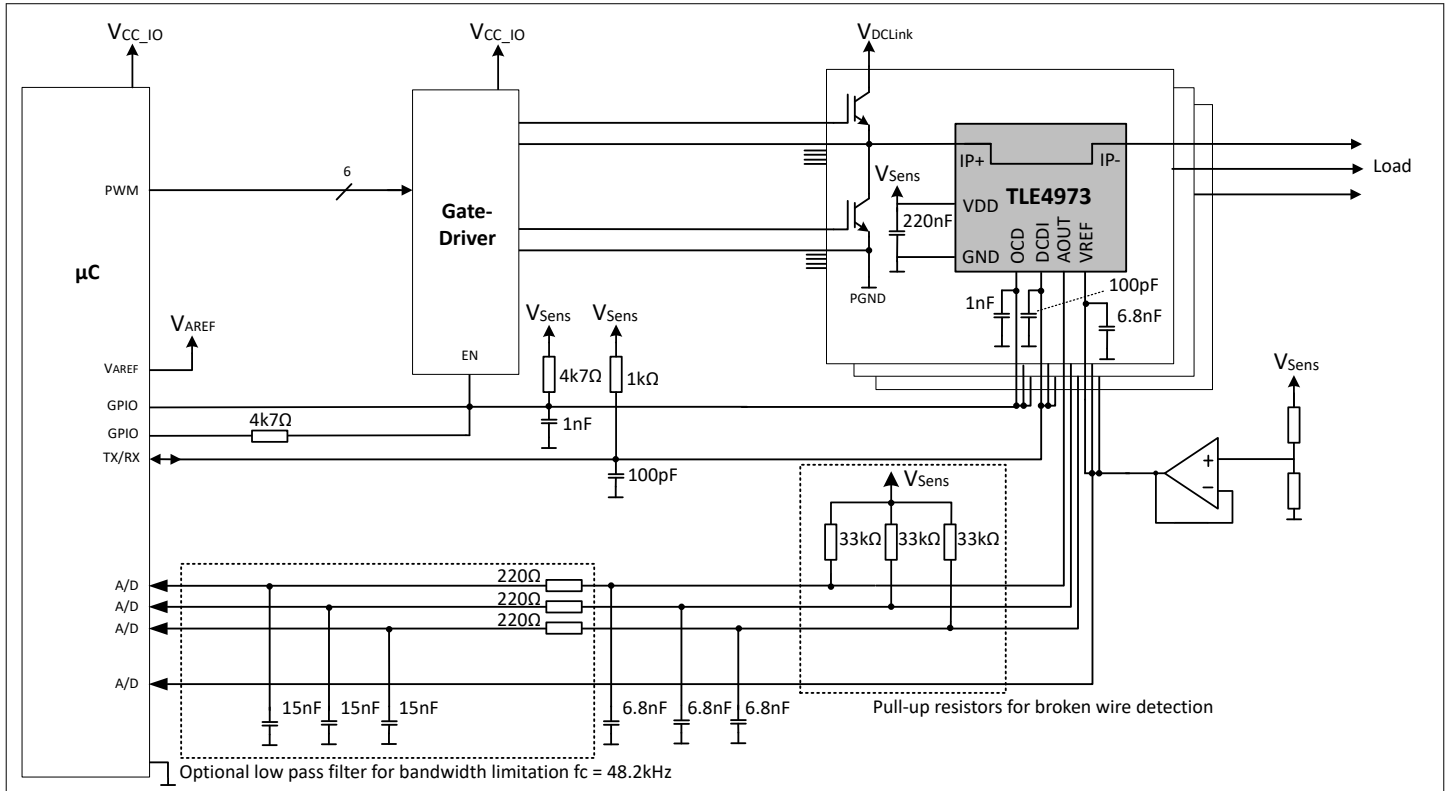 VCC_IO
VCC_IO
VDCLink
µC
PWM
6
Gate-
Driver
EN
VSens
220nF
IP+
IP-
TLE4973
VDD
GND
OCD
DCDI
AOUT
VREF
Load
PGND
1nF
100pF
6.8nF
VAREF
VAREF
GPIO
GPIO
TX/RX
4k7Ω
VSens
VSens
4k7Ω
1kΩ
1nF
100pF
VSens
+
−
VSens
33kΩ
33kΩ
33kΩ
A/D
A/D
A/D
A/D
220Ω
220Ω
220Ω
15nF
15nF
15nF
6.8nF
6.8nF
6.8nF
Pull-up resistors for broken wire detection
Optional low pass filter for bandwidth limitation fc = 48.2kHz